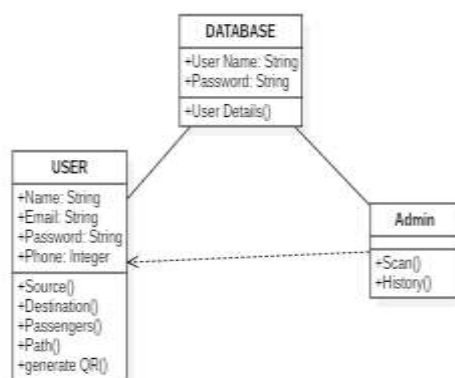 DATABASE
+User Name: String
+Password: String
+User Details()
USER
+Name: String
+Email: String
+Password: String
+Phone: Integer
+Source()
+Destination()
+Passengers()
+Path()
+generate QR()
Admin
+Scan()
+History()